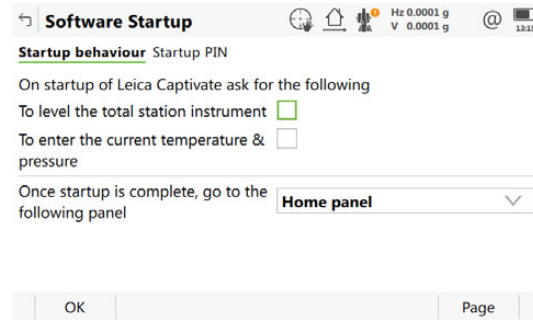 Software Startup
Hz 0.0001 g
V 0.0001 g
@
13:15
Startup behaviour Startup PIN
On startup of Leica Captivate ask for the following
To level the total station instrument
To enter the current temperature &
pressure
Once startup is complete, go to the
following panel
Home panel
OK
Page